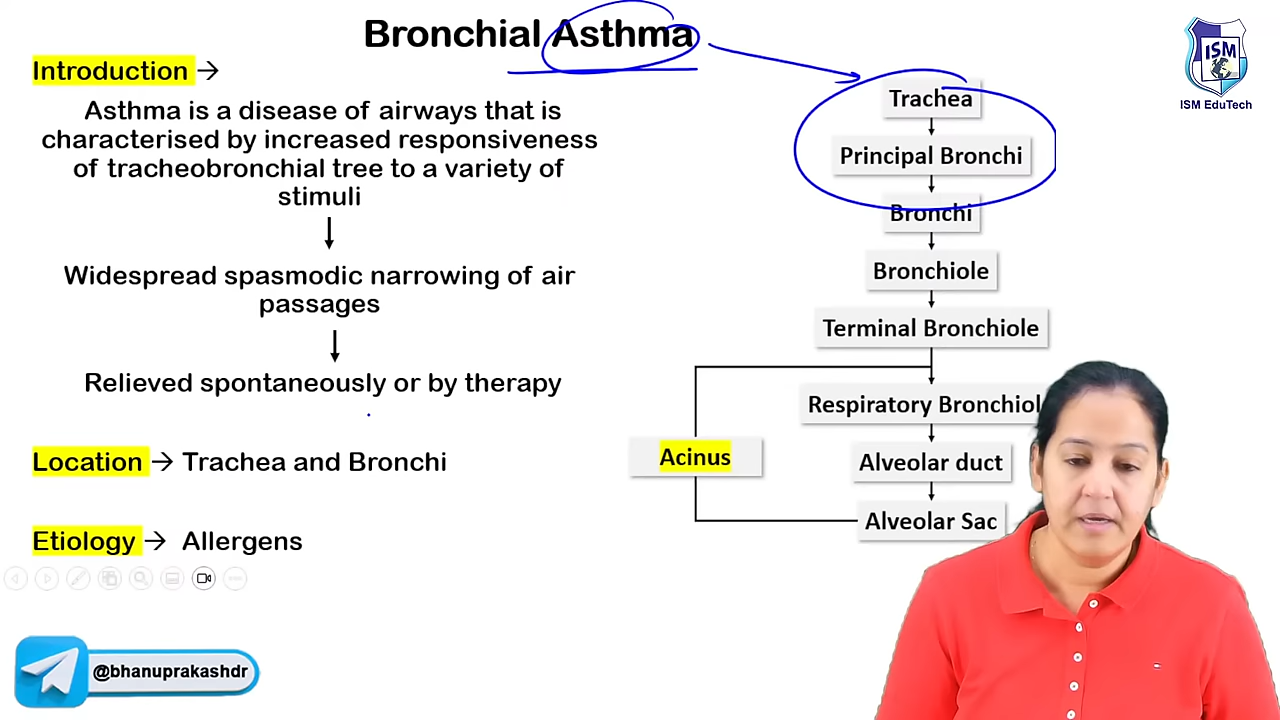 Bronchial Asthma
Introduction →
Asthma is a disease of airways that is
characterised by increased responsiveness
of tracheobronchial tree to a variety of
stimuli
Widespread spasmodic narrowing of air
passages
Relieved spontaneously or by therapy
Location → Trachea and Bronchi
Etiology → Allergens
@bhanuprakashdr
Trachea
Principal Bronchi
Bronchi
Bronchiole
Terminal Bronchiole
Respiratory Bronchiol
Acinus
Alveolar duct
Alveolar Sac
ISM
ISM EduTech